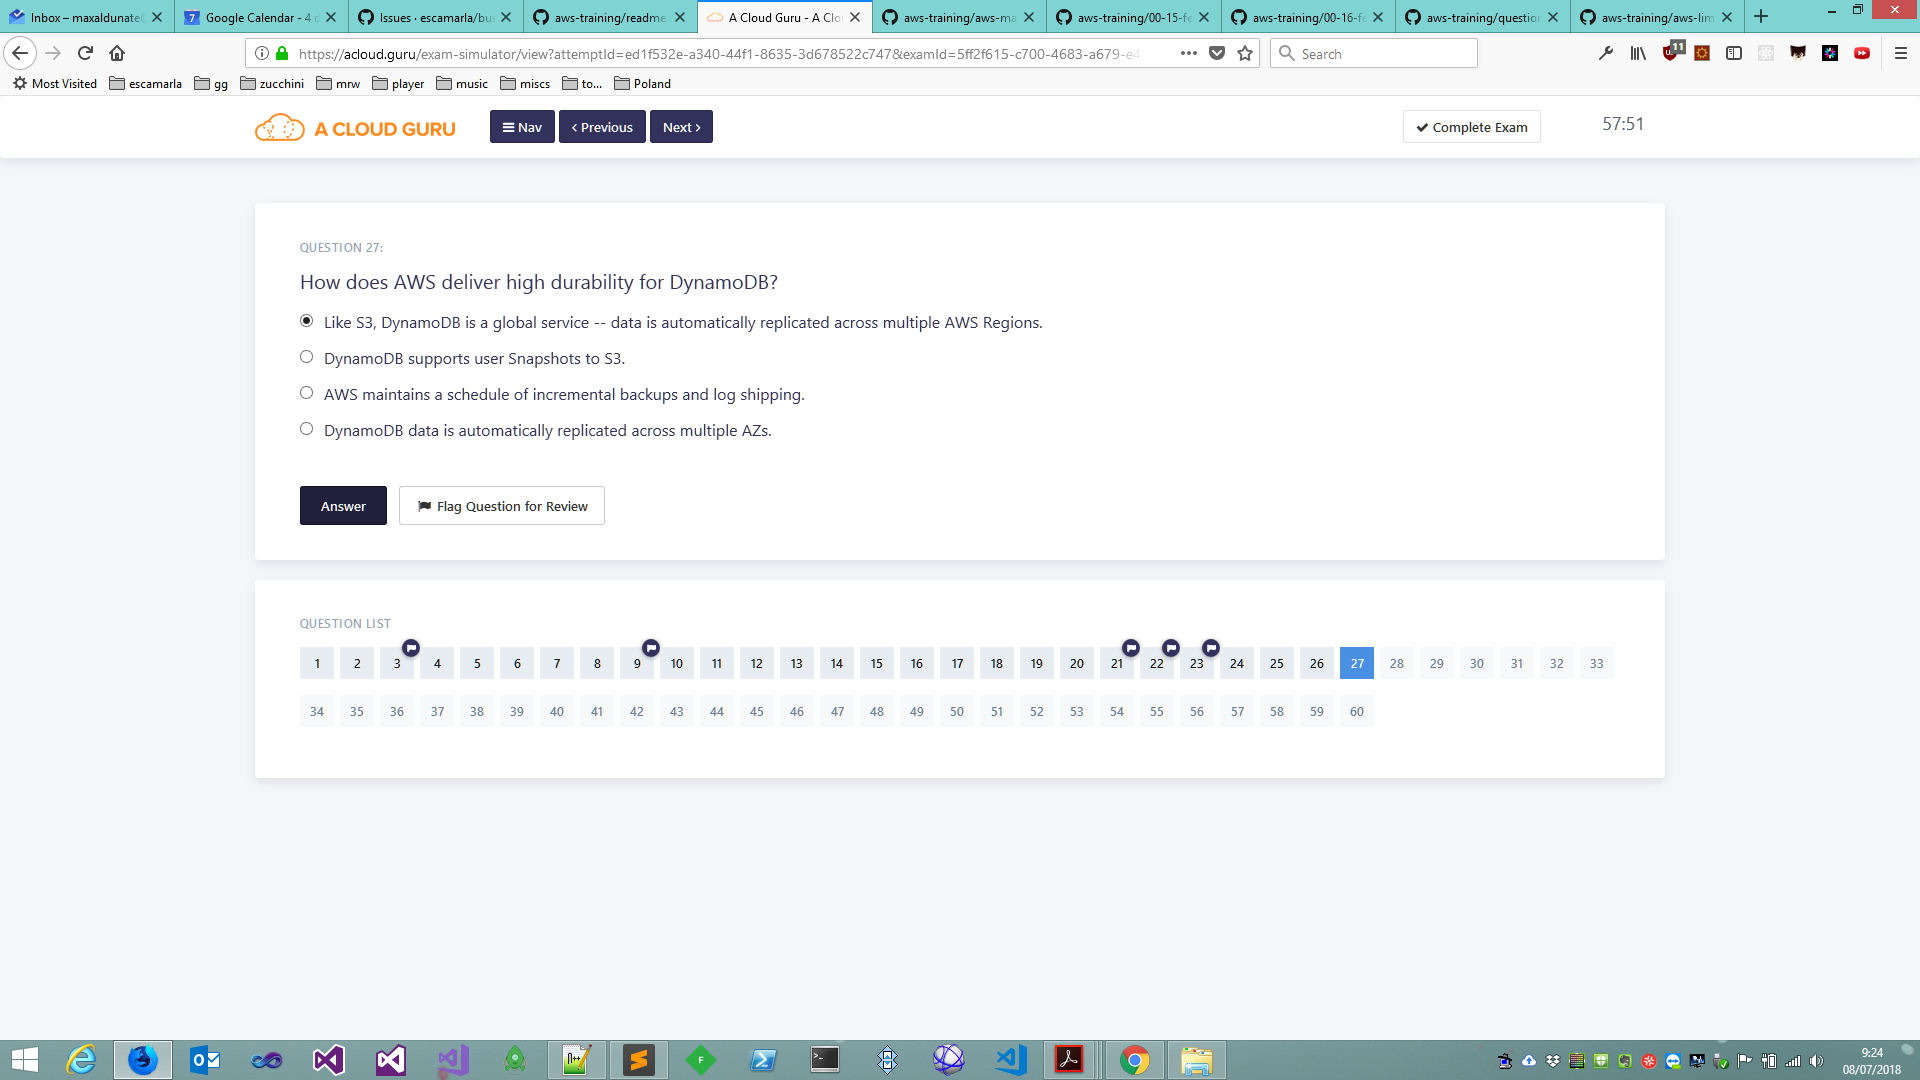 Inbox – maxaldunate
Google Calendar - 4
Issues · escamarla/bu
aws-training/readme.
A Cloud Guru - A Clo
aws-training/aws-ma
aws-training/00-15-fe
aws-training/00-16-fe
aws-training/question
aws-training/aws-lim
https://acloud.guru/exam-simulator/view?attemptId=ed1f532e-a340-44f1-8635-3d678522c747&examId=5ff2f615-c700-4683-a679-e4
Search
11
Most Visited
escamarla
gg
zucchini
mrw
player
music
miscs
to...
Poland
A CLOUD GURU
Nav
Previous
Next
Complete Exam
57:51
QUESTION 27:
How does AWS deliver high durability for DynamoDB?
Like S3, DynamoDB is a global service -- data is automatically replicated across multiple AWS Regions.
DynamoDB supports user Snapshots to S3.
AWS maintains a schedule of incremental backups and log shipping.
DynamoDB data is automatically replicated across multiple AZs.
Answer
Flag Question for Review
QUESTION LIST
1 2 3 4 5 6 7 8 9 10 11 12 13 14 15 16 17 18 19 20 21 22 23 24 25 26 27 28 29 30 31 32 33
34 35 36 37 38 39 40 41 42 43 44 45 46 47 48 49 50 51 52 53 54 55 56 57 58 59 60
9:24
08/07/2018